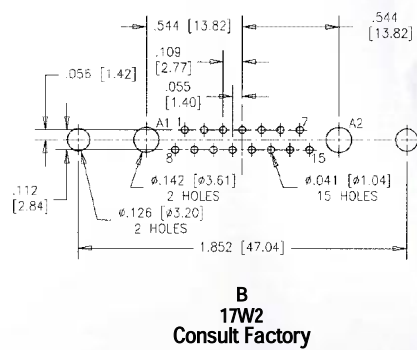 .544 [13.82]
.544
[13.82]
.109
[2.77]
.056 [1.42]
.055
[1.40]
A1 1
7
A2
8
15
.112
[2.84]
ø.142 [ø3.61]
2 HOLES
ø.041 [ø1.04]
15 HOLES
ø.126 [ø3.20]
2 HOLES
1.852 [47.04]
B
17W2
Consult Factory